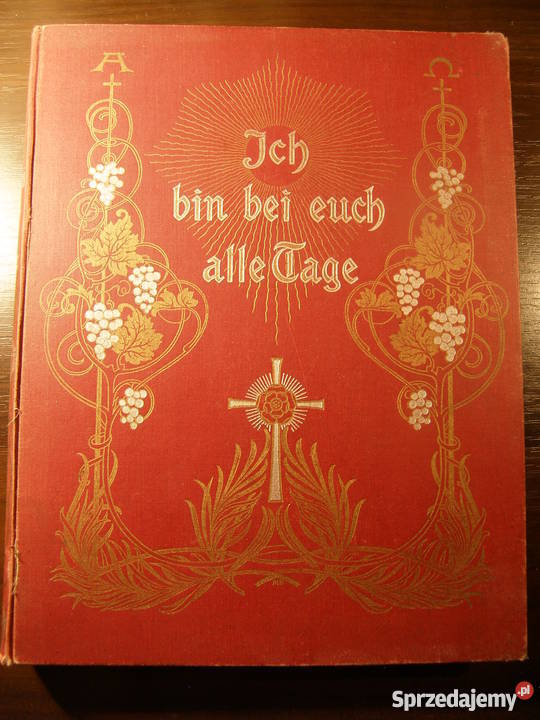 Α Ω
Ich
bin bei euch
alle Tage
Sprzedajemy.pl